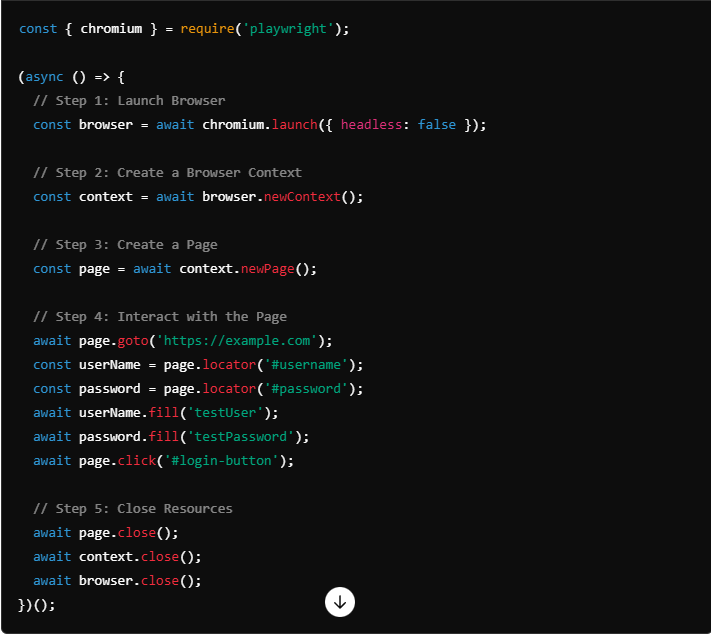 const { chromium } = require('playwright');
(async () => {
// Step 1: Launch Browser
const browser = await chromium.launch({ headless: false });
// Step 2: Create a Browser Context
const context = await browser.newContext();
// Step 3: Create a Page
const page = await context.newPage();
// Step 4: Interact with the Page
await page.goto('https://example.com');
const userName = page.locator('#username');
const password = page.locator('#password');
await userName.fill('testUser');
await password.fill('testPassword');
await page.click('#login-button');
// Step 5: Close Resources
await page.close();
await context.close();
await browser.close();
})();